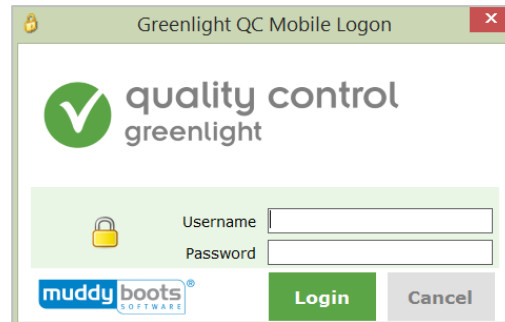 Greenlight QC Mobile Logon
quality control
greenlight
Username
Password
muddy boots®
SOFTWARE
Login
Cancel